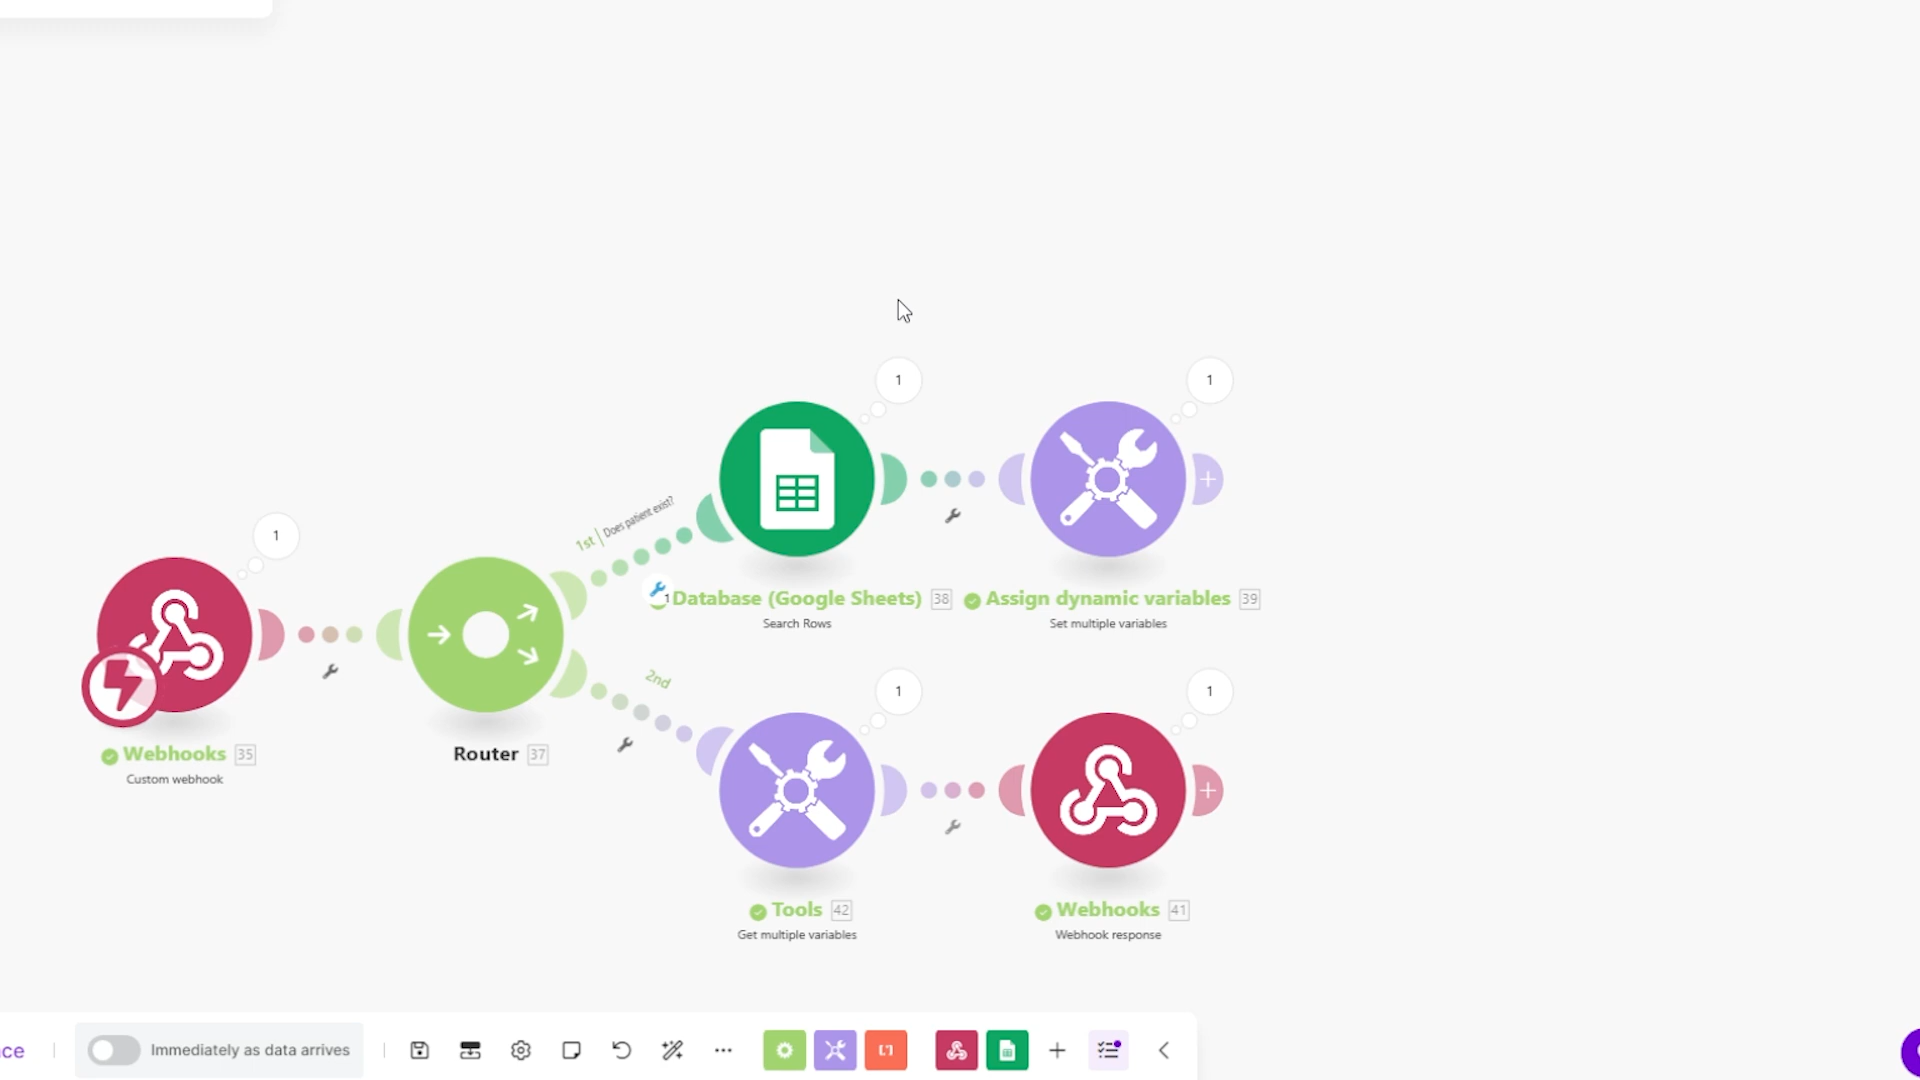 1
1
1st | Does patient exist?
1
1
Database (Google Sheets) 38
Search Rows
Assign dynamic variables 39
Set multiple variables
2nd
1
1
Webhooks 35
Custom webhook
Router 37
Tools 42
Get multiple variables
Webhooks 41
Webhook response
ce
Immediately as data arrives